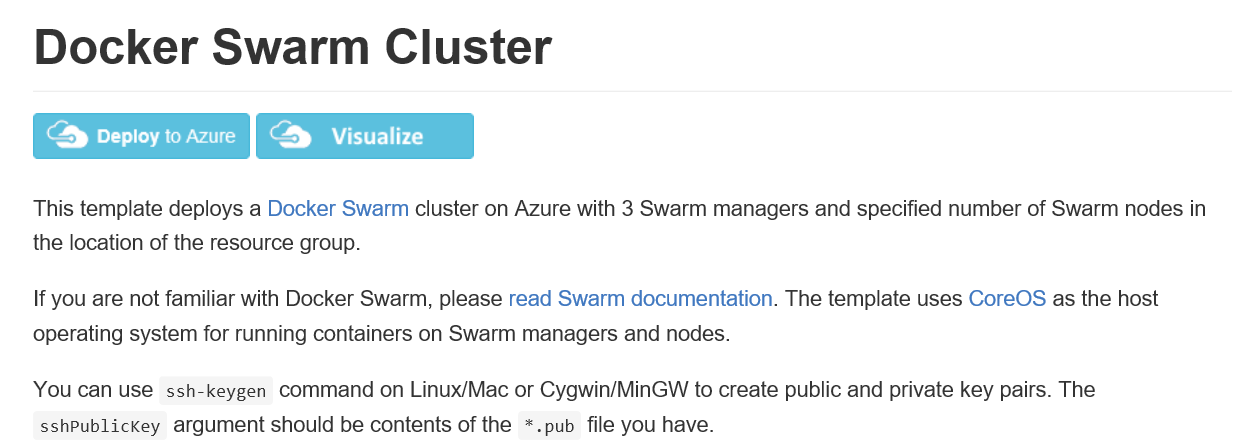 Docker Swarm Cluster
Deploy to Azure Visualize
This template deploys a Docker Swarm cluster on Azure with 3 Swarm managers and specified number of Swarm nodes in
the location of the resource group.
If you are not familiar with Docker Swarm, please read Swarm documentation. The template uses CoreOS as the host
operating system for running containers on Swarm managers and nodes.
You can use ssh-keygen command on Linux/Mac or Cygwin/MinGW to create public and private key pairs. The
sshPublicKey argument should be contents of the *.pub file you have.